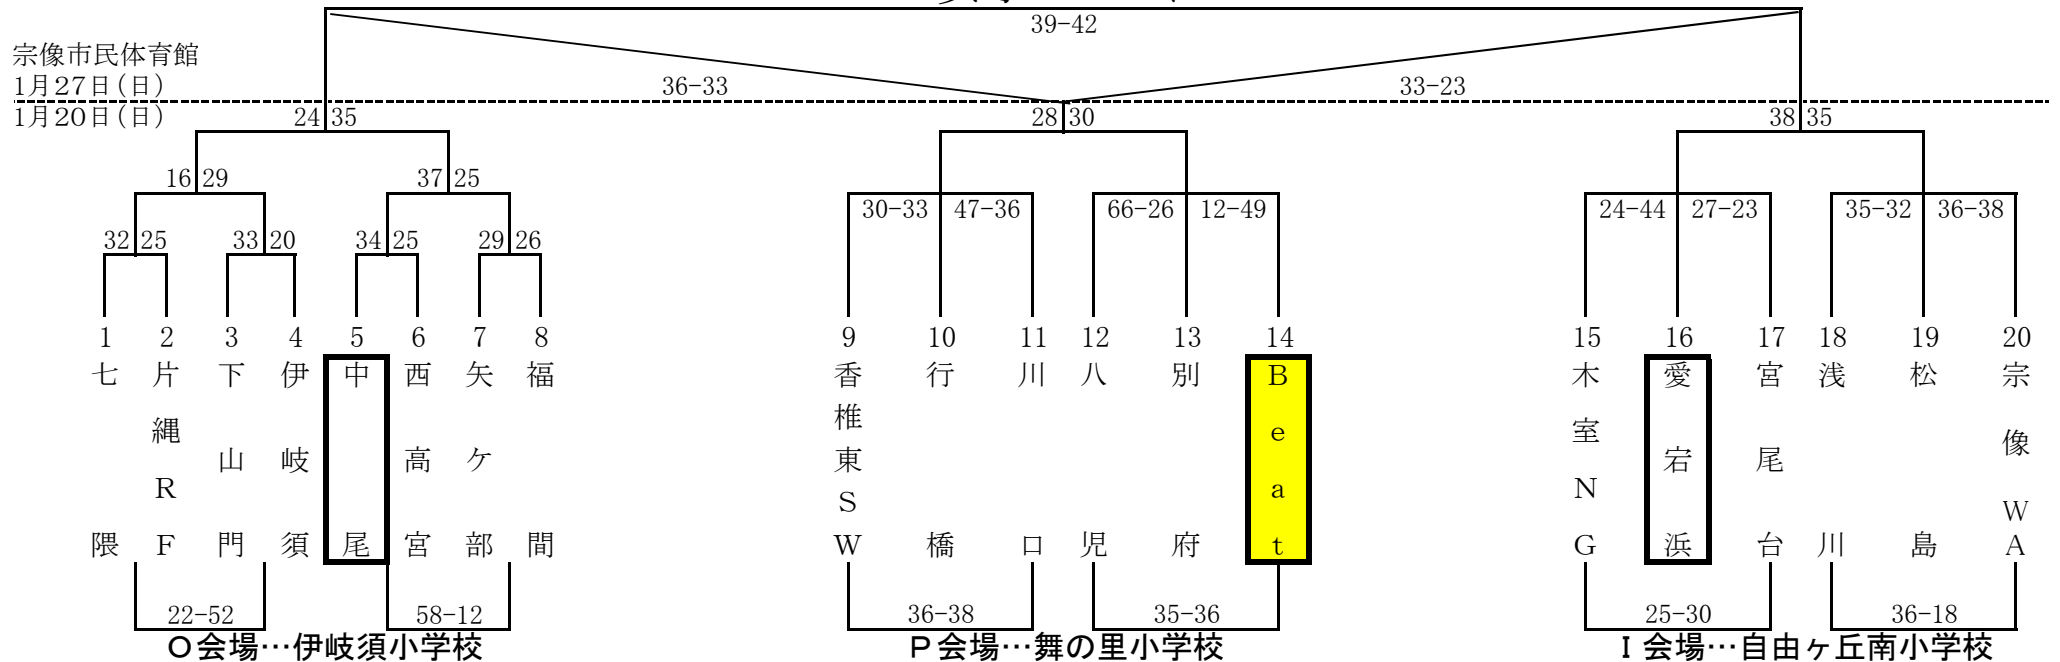 39-42
宗像市民体育館
1月27日(日)
36-33
33-23
1月20日(日)
24 35
28 30
38 35
16 29
37 25
30-33
47-36
66-26
12-49
24-44
27-23
35-32
36-38
32 25
33 20
34 25
29 26
1 2 3 4 5 6 7 8 9 10 11 12 13 14 15 16 17 18 19 20
七隈
片縄RF
下山門
伊岐須
中尾
西高宮
矢ケ部
福間
香椎東SW
行橋
川口
八児
別府
Beat
木室NG
愛宕浜
宮尾台
浅川
松島
宗像WA
22-52
58-12
36-38
35-36
25-30
36-18
O会場…伊岐須小学校
P会場…舞の里小学校
I会場…自由ヶ丘南小学校